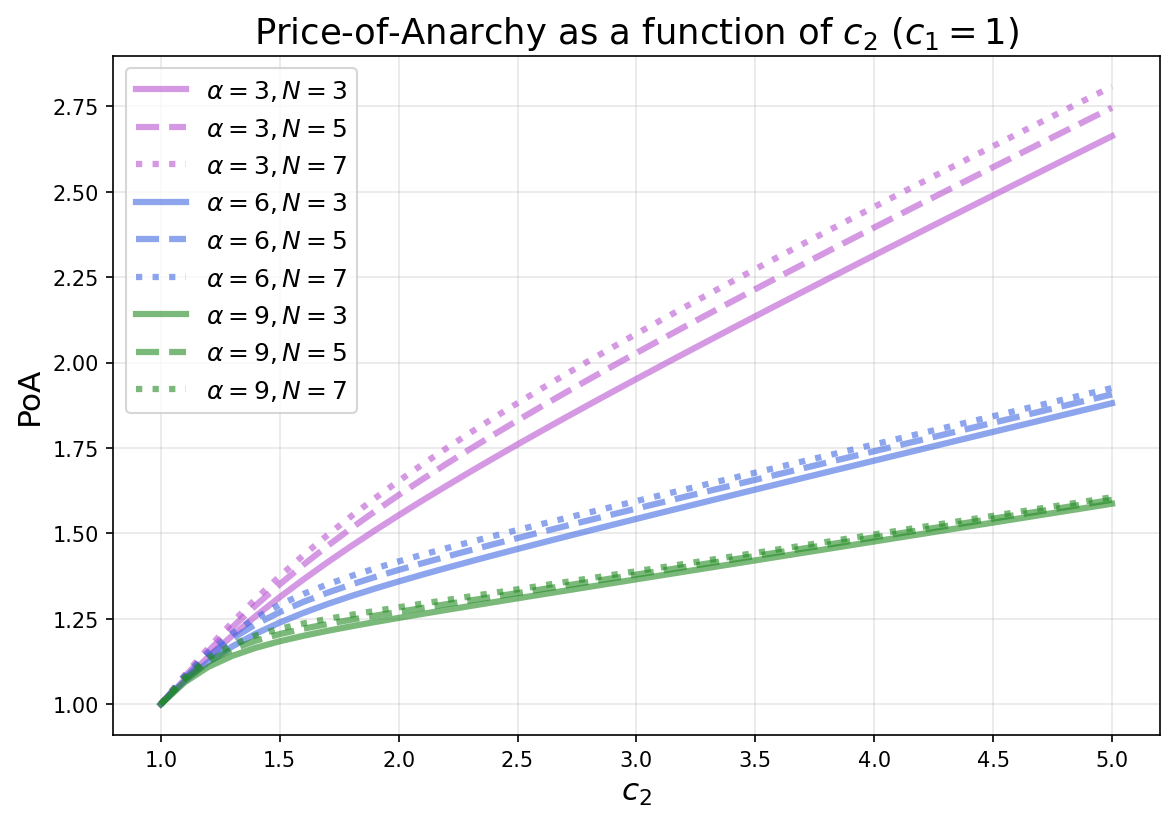 Price-of-Anarchy as a function of c₂ (c₁ = 1)
α = 3, N = 3
α = 3, N = 5
α = 3, N = 7
α = 6, N = 3
α = 6, N = 5
α = 6, N = 7
α = 9, N = 3
α = 9, N = 5
α = 9, N = 7
PoA
2.75
2.50
2.25
2.00
1.75
1.50
1.25
1.00
1.0 1.5 2.0 2.5 3.0 3.5 4.0 4.5 5.0
c₂